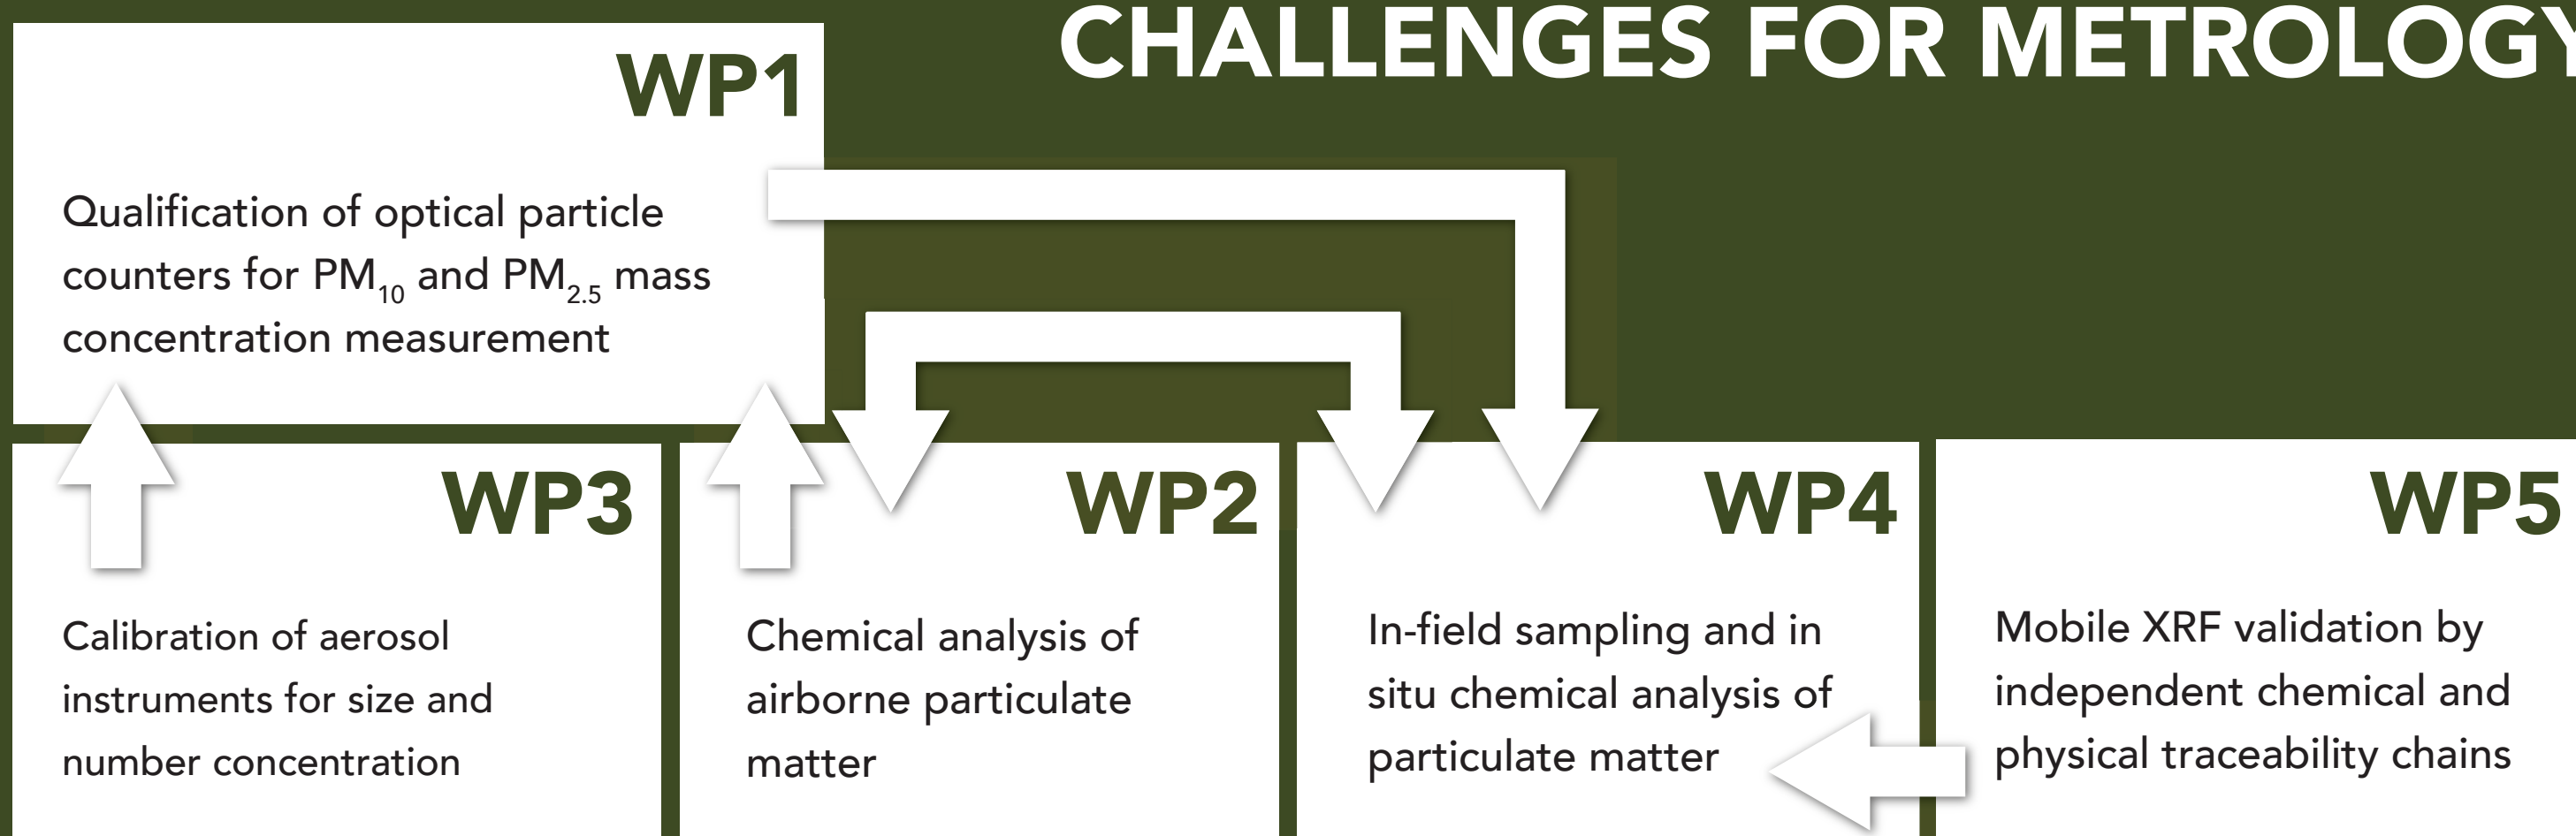 CHALLENGES FOR METROLOGY
WP1
Qualification of optical particle
counters for PM₁₀ and PM₂.₅ mass
concentration measurement
WP3
Calibration of aerosol
instruments for size and
number concentration
WP2
Chemical analysis of
airborne particulate
matter
WP4
In-field sampling and in
situ chemical analysis of
particulate matter
WP5
Mobile XRF validation by
independent chemical and
physical traceability chains